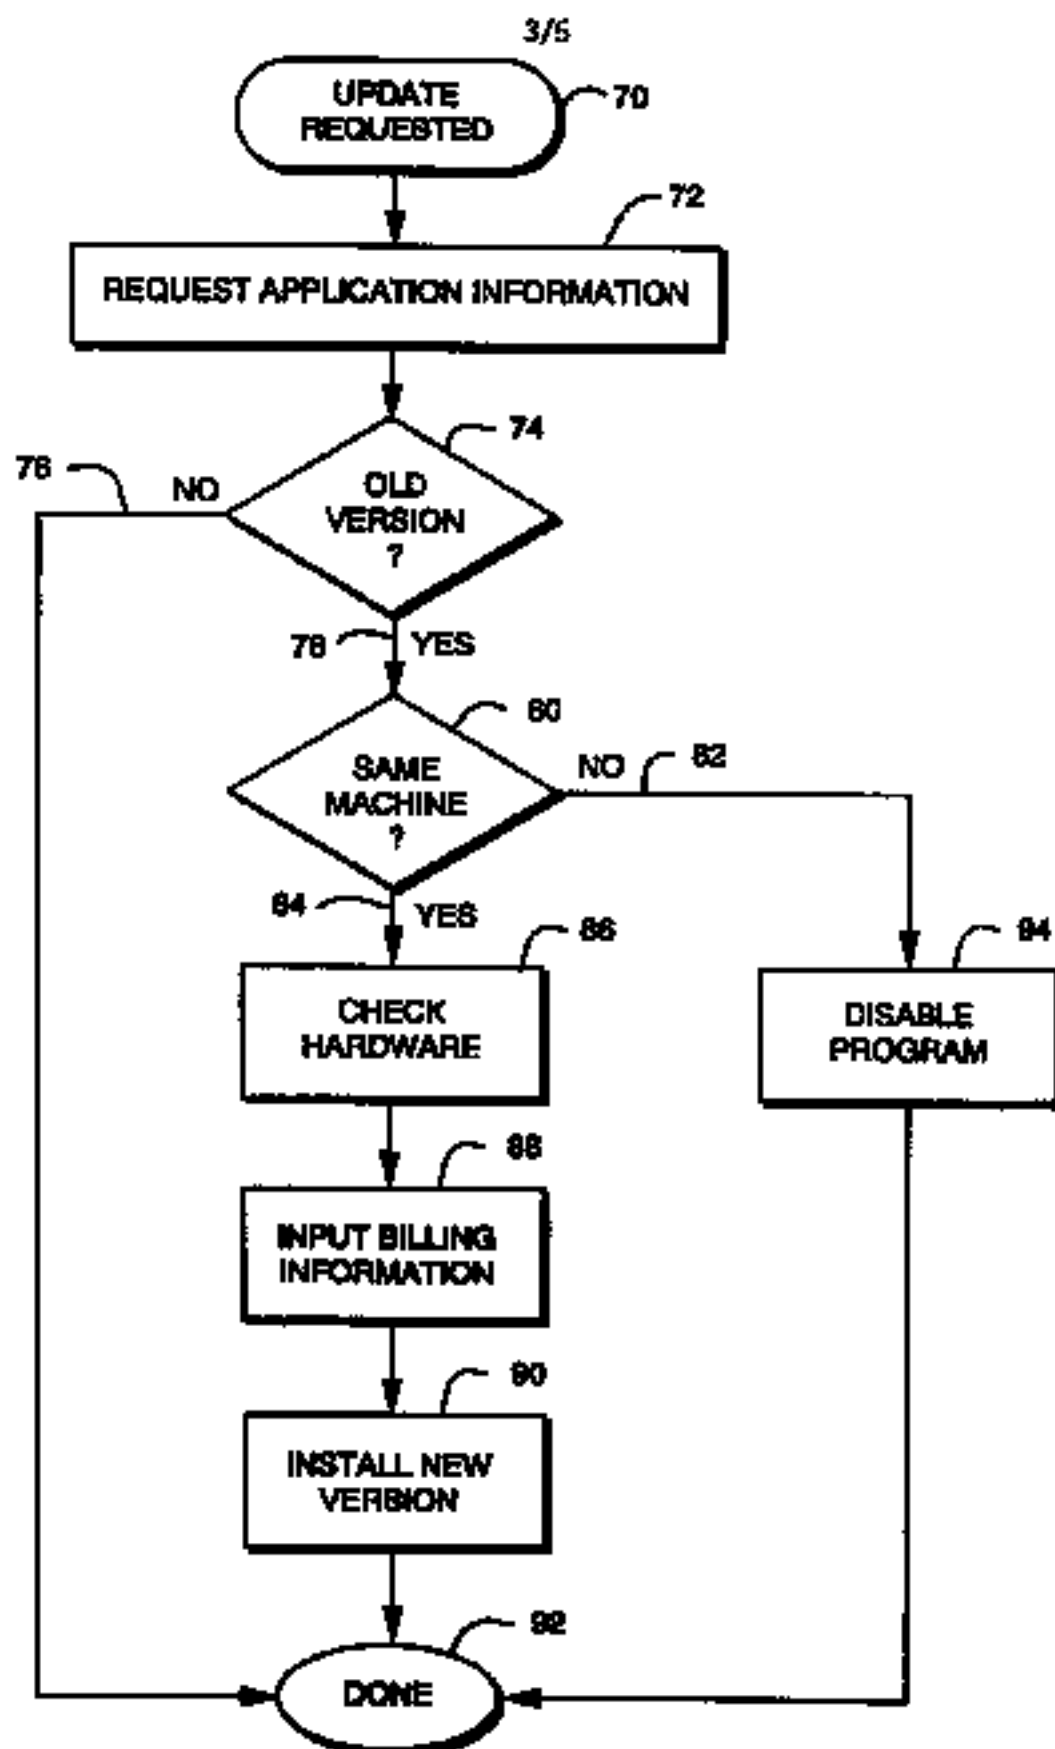 3/5
UPDATE
REQUESTED
70
72
REQUEST APPLICATION INFORMATION
74
76
NO
OLD
VERSION
?
78
YES
80
SAME
MACHINE
?
NO
82
84
YES
86
CHECK
HARDWARE
94
DISABLE
PROGRAM
88
INPUT BILLING
INFORMATION
90
INSTALL NEW
VERSION
92
DONE